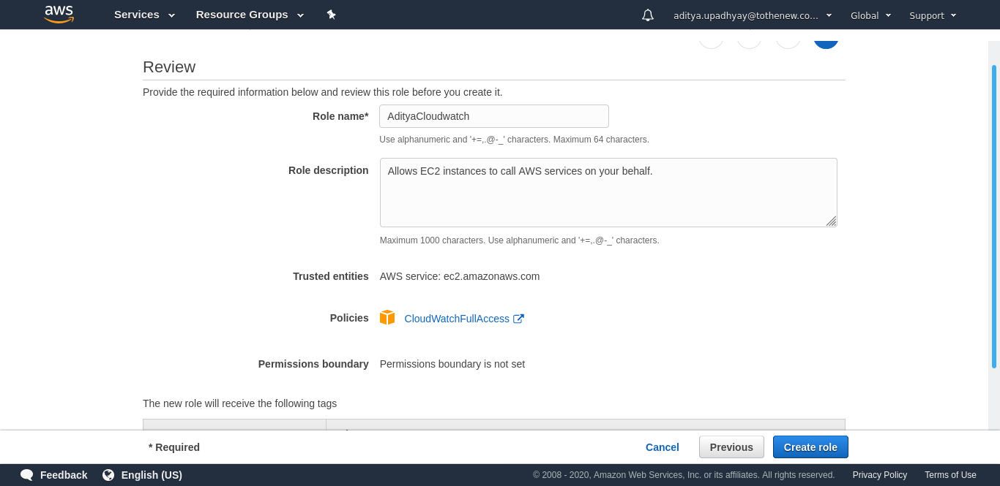 aws Services Resource Groups aditya.upadhyay@tothenew.co... Global Support
Review
Provide the required information below and review this role before you create it.
Role name* AdityaCloudwatch
Use alphanumeric and '+=,.@-_' characters. Maximum 64 characters.
Role description Allows EC2 instances to call AWS services on your behalf.
Maximum 1000 characters. Use alphanumeric and '+=,.@-_' characters.
Trusted entities AWS service: ec2.amazonaws.com
Policies CloudWatchFullAccess
Permissions boundary Permissions boundary is not set
The new role will receive the following tags
* Required Cancel Previous Create role
Feedback English (US) © 2008 - 2020, Amazon Web Services, Inc. or its affiliates. All rights reserved. Privacy Policy Terms of Use